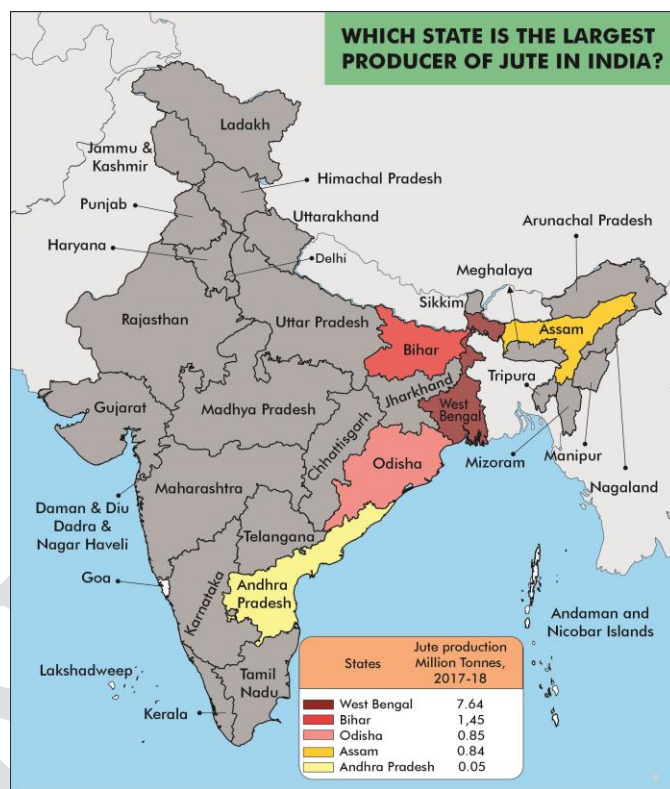 WHICH STATE IS THE LARGEST
PRODUCER OF JUTE IN INDIA?
Ladakh
Jammu &
Kashmir
Himachal Pradesh
Punjab
Uttarakhand
Arunachal Pradesh
Haryana
Delhi
Meghalaya
Sikkim
Rajasthan
Uttar Pradesh
Assam
Bihar
Tripura
Jharkhand
Gujarat
Madhya Pradesh
West
Bengal
Chhattisgarh
Mizoram
Manipur
Odisha
Nagaland
Maharashtra
Daman & Diu
Dadra &
Nagar Haveli
Telangana
Goa
Karnataka
Andhra
Pradesh
Andaman and
Nicobar Islands
Lakshadweep
Tamil
Nadu
Kerala
States Jute production
Million Tonnes,
2017-18
West Bengal 7.64
Bihar 1,45
Odisha 0.85
Assam 0.84
Andhra Pradesh 0.05